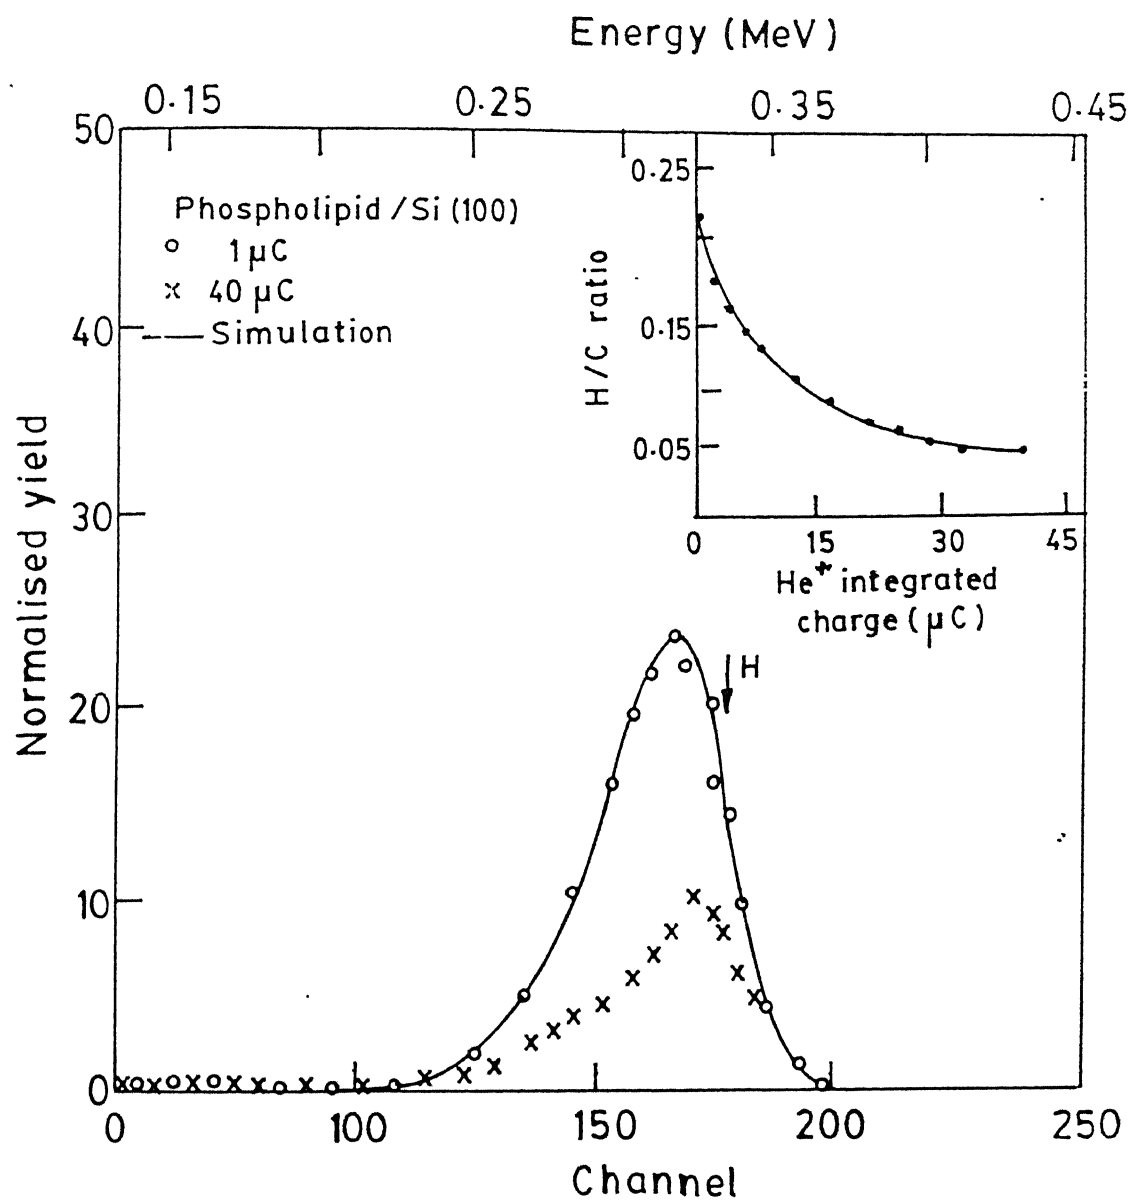 Energy (MeV)
0.15 0.25 0.35 0.45
50
40
30
20
10
0
Normalised yield
Phospholipid / Si (100)
o 1 μC
x 40 μC
Simulation
0.25
0.15
0.05
H/C ratio
0 15 30 45
He+ integrated
charge (μC)
H
0 100 150 200 250
Channel